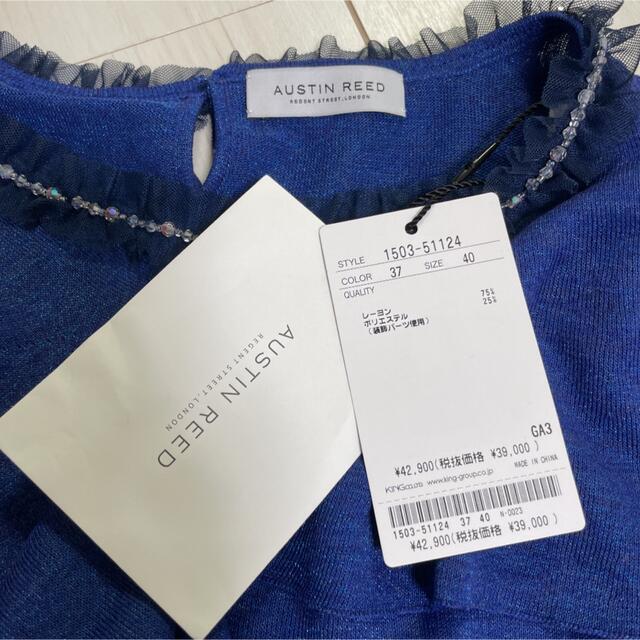 AUSTIN REED
REGENT STREET, LONDON
AUSTIN REED
REGENT STREET, LONDON
STYLE 1503-51124
COLOR 37 SIZE 40
QUALITY
レーヨン 75%
ポリエステル 25%
(装飾パーツ使用)
GA3
¥42,900(税抜価格 ¥39,000)
KING www.king-group.co.jp MADE IN CHINA
1503-51124 37 40 N-0023
¥42,900(税抜価格 ¥39,000)